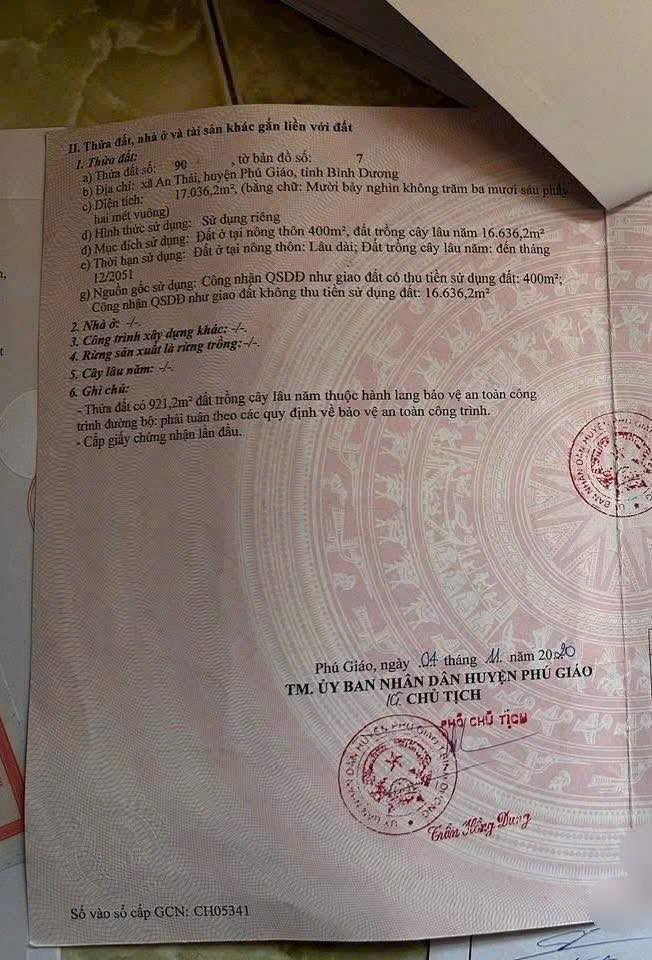 II. Thửa đất, nhà ở và tài sản khác gắn liền với đất
1. Thửa đất:
a) Thửa đất số: 90 , tờ bản đồ số: 7
b) Địa chỉ: xã An Thái, huyện Phú Giáo, tỉnh Bình Dương
c) Diện tích: 17.036,2m², (bằng chữ: Mười bảy nghìn không trăm ba mươi sáu phẩy
hai mét vuông)
d) Hình thức sử dụng: Sử dụng riêng
đ) Mục đích sử dụng: Đất ở tại nông thôn 400m², đất trồng cây lâu năm 16.636,2m²
e) Thời hạn sử dụng: Đất ở tại nông thôn: Lâu dài; Đất trồng cây lâu năm: đến tháng
12/2051
g) Nguồn gốc sử dụng: Công nhận QSDĐ như giao đất có thu tiền sử dụng đất: 400m²;
Công nhận QSDĐ như giao đất không thu tiền sử dụng đất: 16.636,2m²
2. Nhà ở: -/-.
3. Công trình xây dựng khác: -/-.
4. Rừng sản xuất là rừng trồng: -/-.
5. Cây lâu năm: -/-.
6. Ghi chú:
- Thửa đất có 921,2m² đất trồng cây lâu năm thuộc hành lang bảo vệ an toàn công
trình đường bộ: phải tuân theo các quy định về bảo vệ an toàn công trình.
- Cấp giấy chứng nhận lần đầu.
Phú Giáo, ngày 04 tháng 11 năm 2020
TM. ỦY BAN NHÂN DÂN HUYỆN PHÚ GIÁO
KT. CHỦ TỊCH
PHÓ CHỦ TỊCH
ỦY BAN NHÂN DÂN HUYỆN PHÚ GIÁO T.BÌNH DƯƠNG
Trần Hồng Dung
Số vào sổ cấp GCN: CH05341